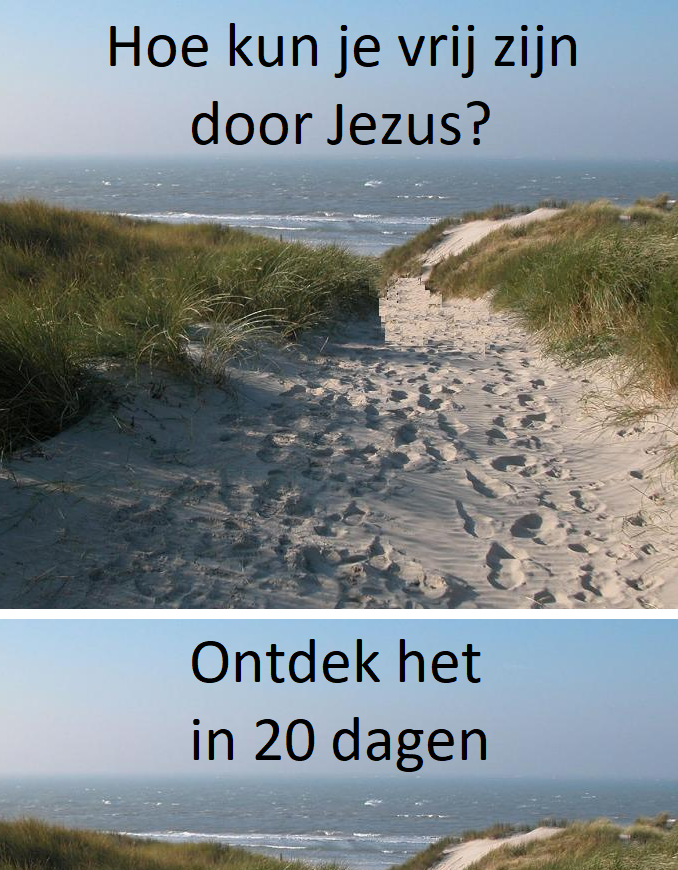 Hoe kun je vrij zijn
door Jezus?
Ontdek het
in 20 dagen